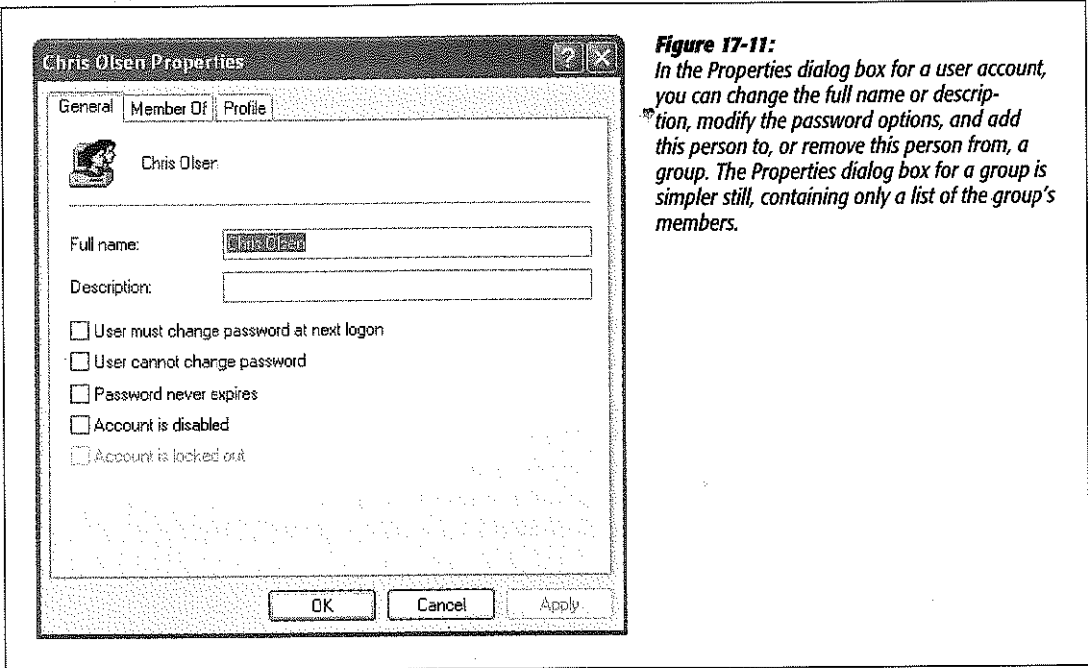 Chris Olsen Properties
General Member Of Profile
Chris Olsen
Full name: Chris Olsen
Description:
User must change password at next logon
User cannot change password
Password never expires
Account is disabled
Account is locked out
OK Cancel Apply
Figure 17-11:
In the Properties dialog box for a user account,
you can change the full name or descrip-
tion, modify the password options, and add
this person to, or remove this person from, a
group. The Properties dialog box for a group is
simpler still, containing only a list of the group's
members.